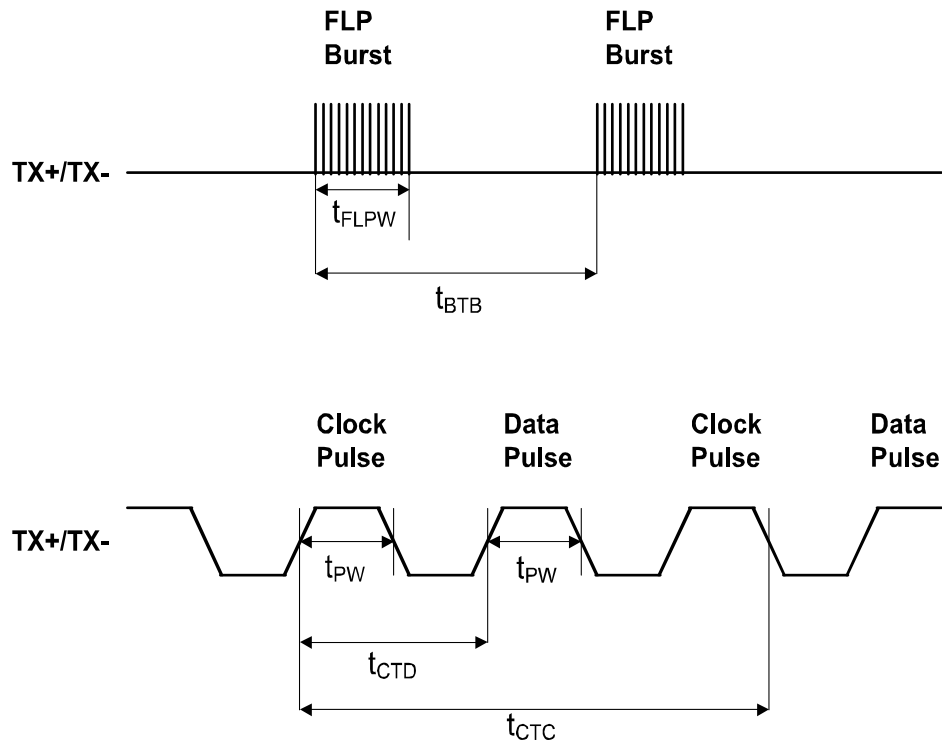 FLP
Burst
FLP
Burst
TX+/TX-
tFLPW
tBTB
Clock
Pulse
Data
Pulse
Clock
Pulse
Data
Pulse
TX+/TX-
tPW
tPW
tCTD
tCTC